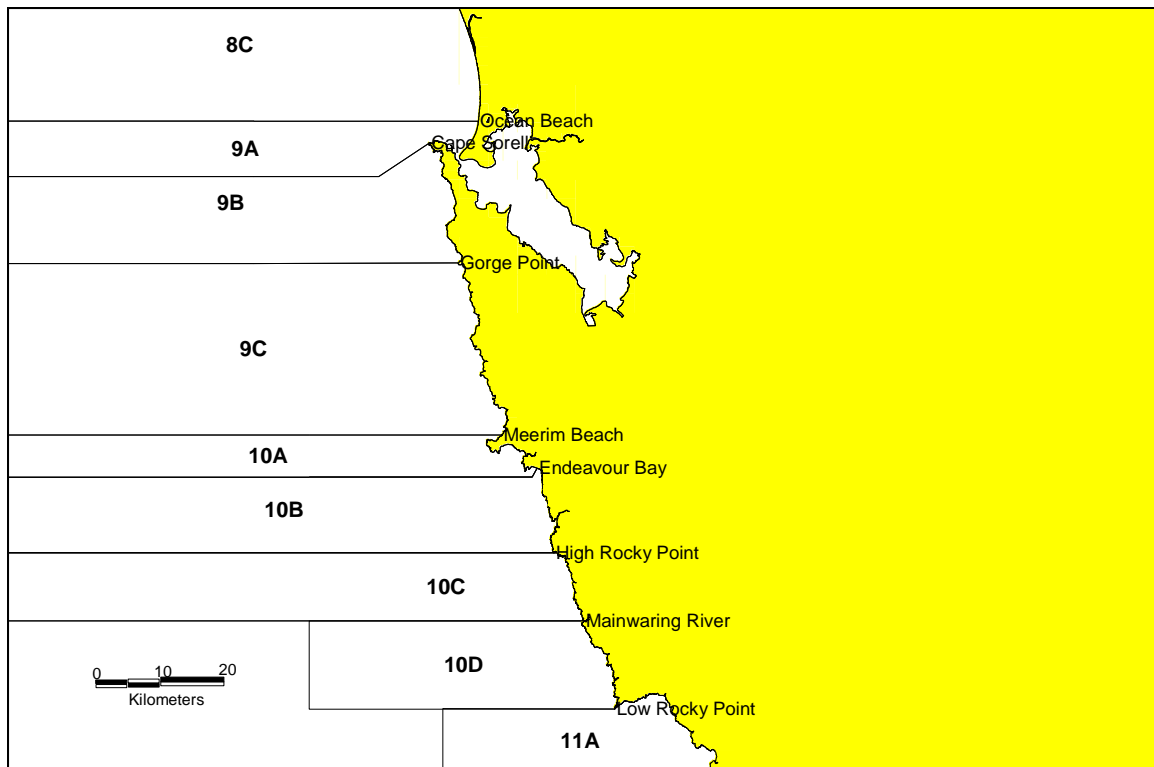 8C
Ocean Beach
Cape Sorell
9A
9B
Gorge Point
9C
Meerim Beach
10A
Endeavour Bay
10B
High Rocky Point
10C
Mainwaring River
10D
0 10 20
Kilometers
Low Rocky Point
11A